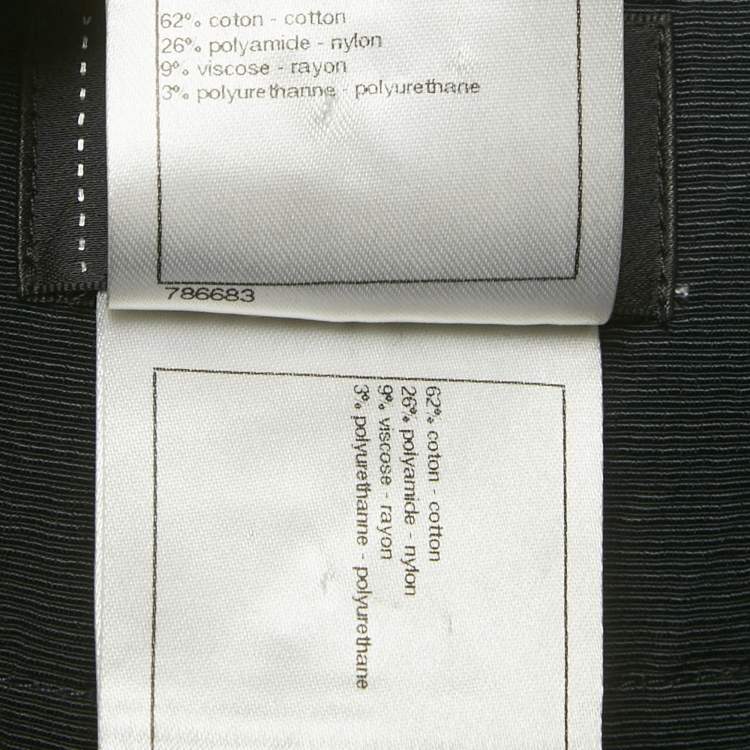 62% coton - cotton
26% polyamide - nylon
9% viscose - rayon
3% polyurethanne - polyurethane
786683
62% coton - cotton
26% polyamide - nylon
9% viscose - rayon
3% polyurethanne - polyurethane